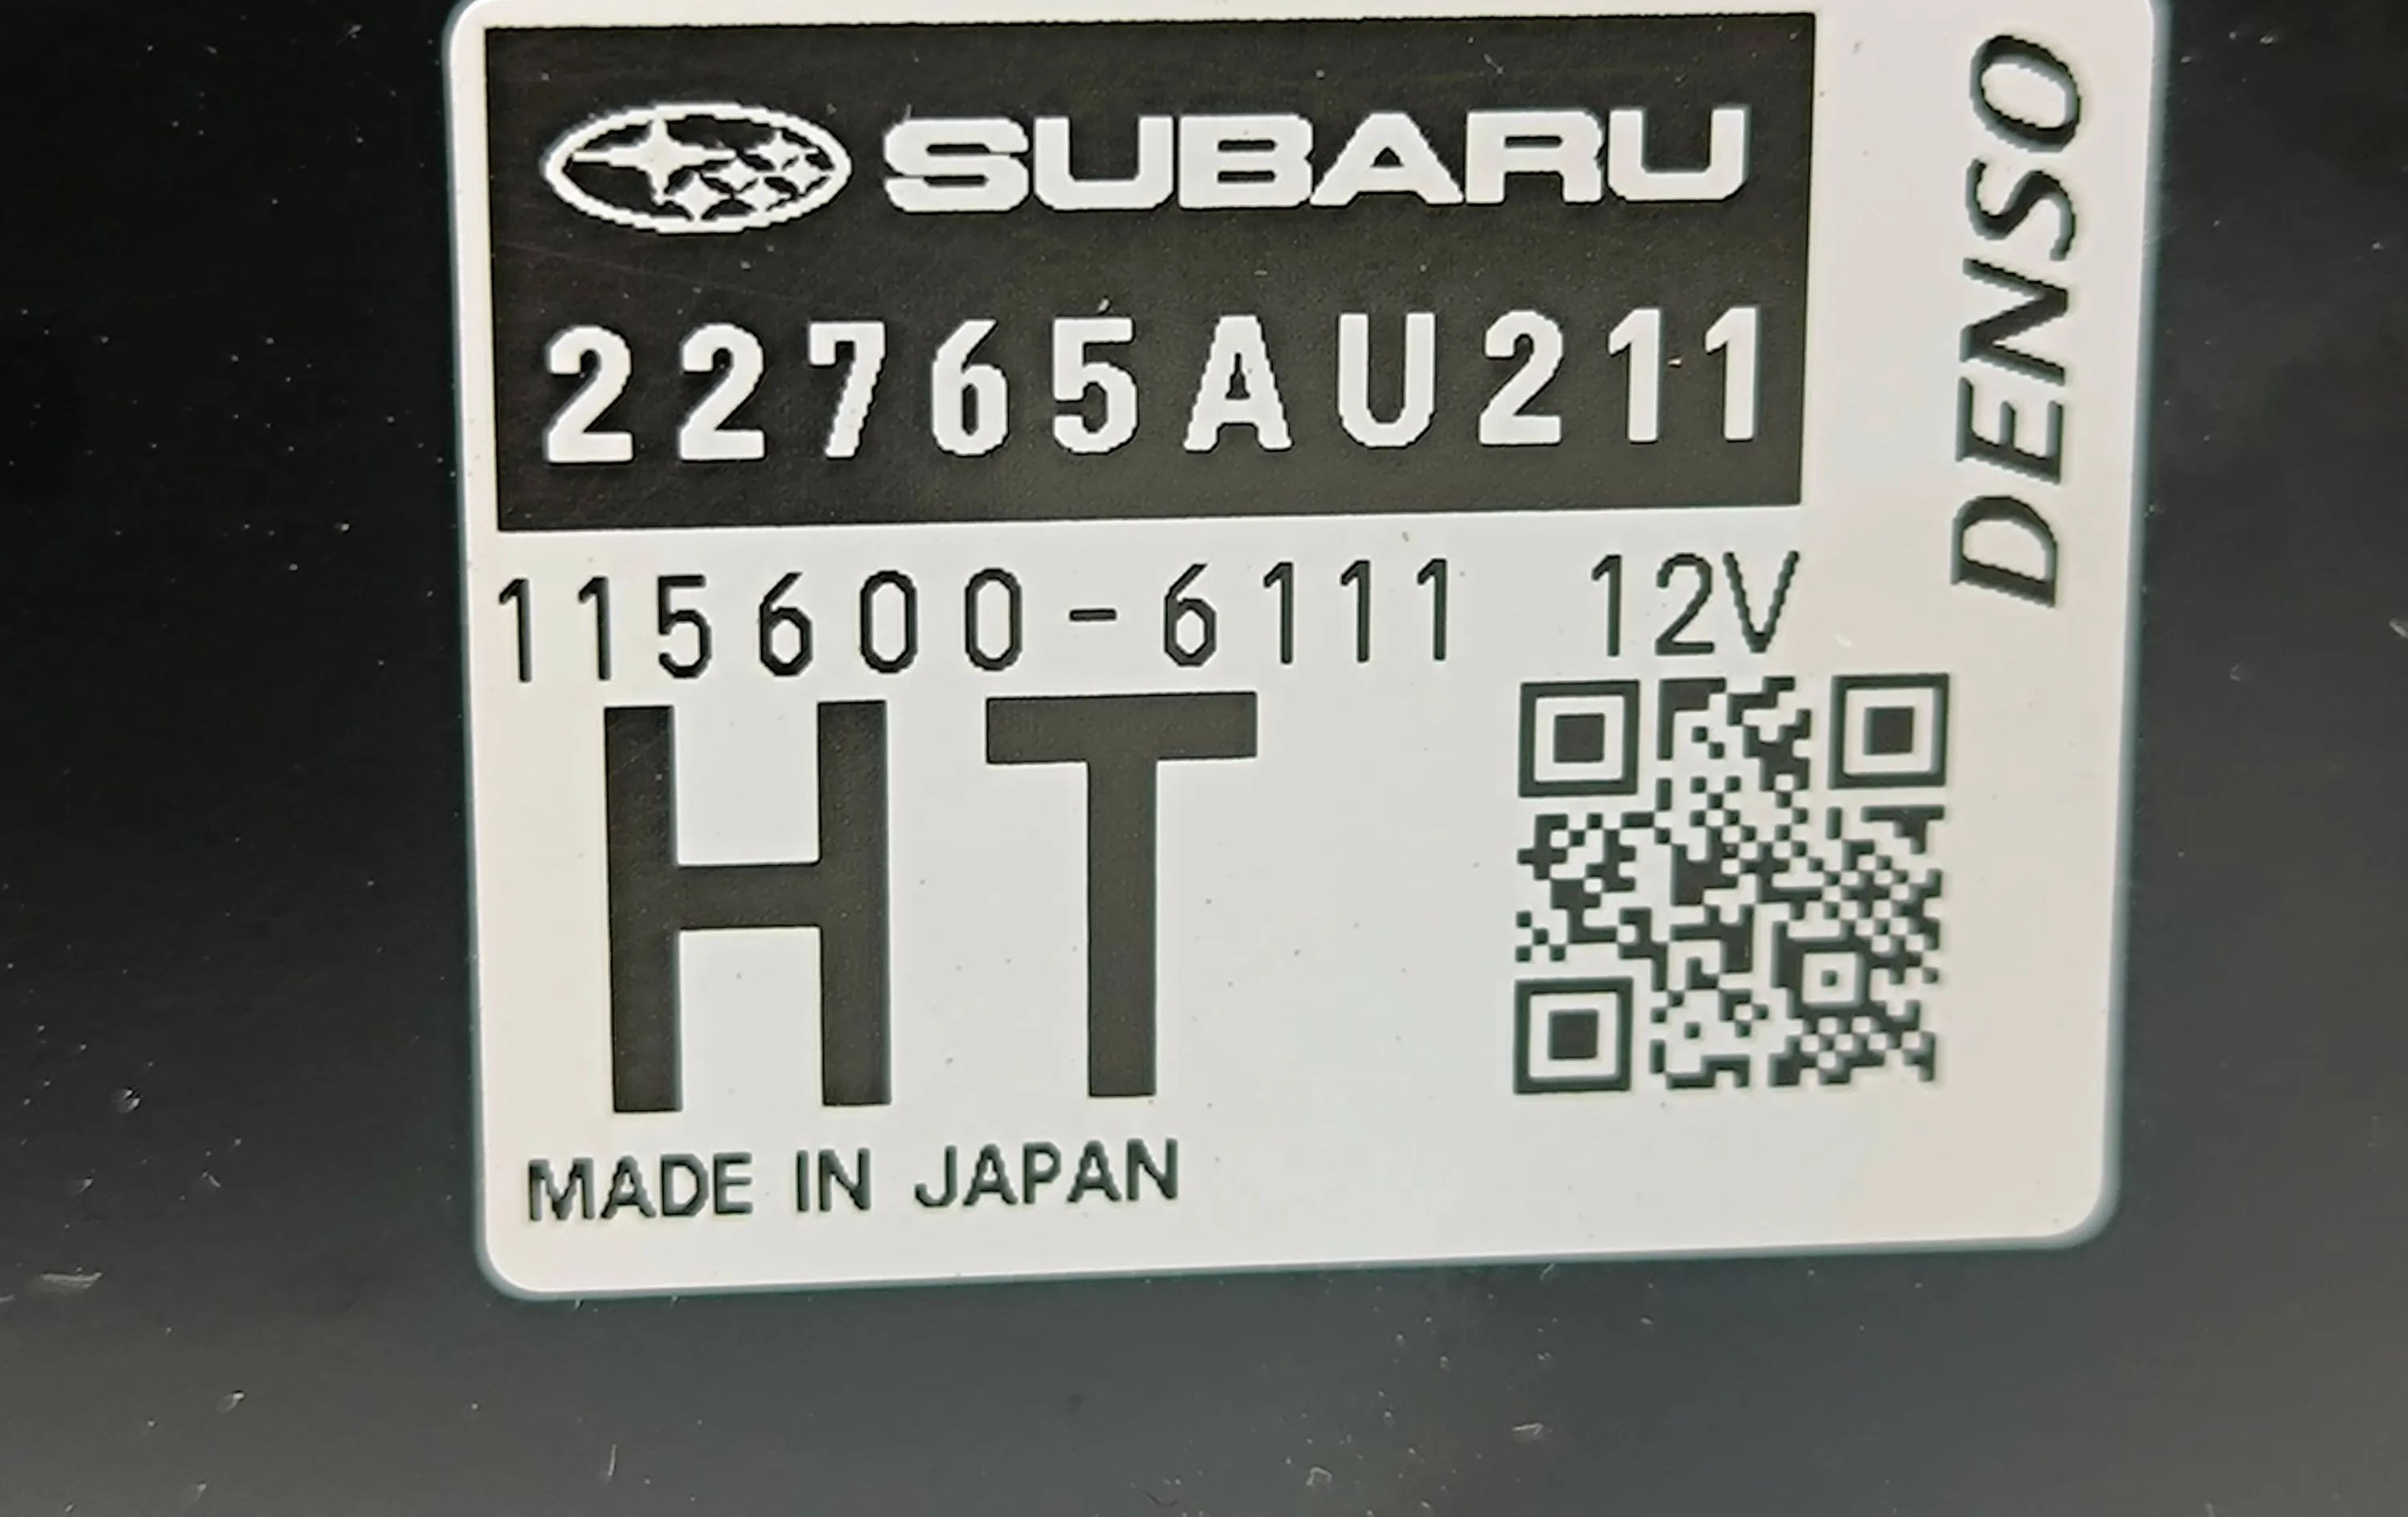 SUBARU
22765AU211
DENSO
115600-6111 12V
HT
MADE IN JAPAN